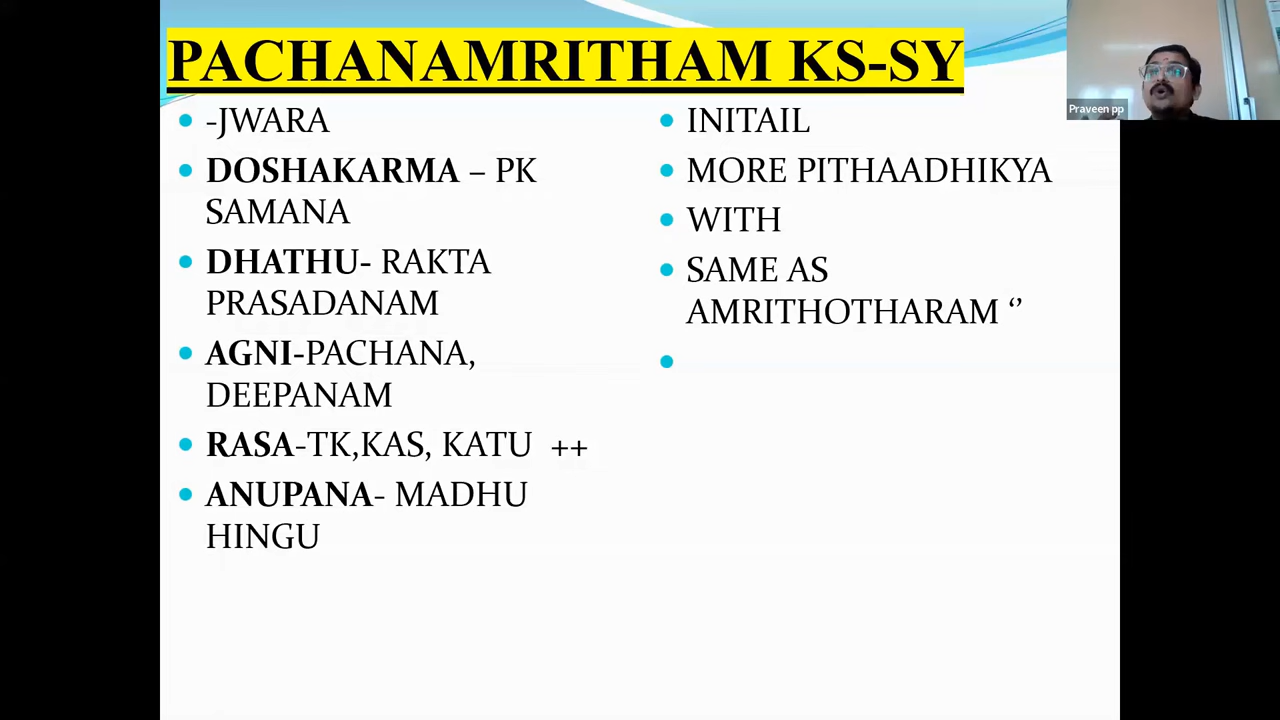 PACHANAMRITHAM KS-SY
-JWARA
DOSHAKARMA – PK
SAMANA
DHATHU- RAKTA
PRASADANAM
AGNI-PACHANA,
DEEPANAM
RASA-TK,KAS, KATU ++
ANUPANA- MADHU
HINGU
INITAIL
MORE PITHAADHIKYA
WITH
SAME AS
AMRITHOTHARAM ‘’
Praveen pp